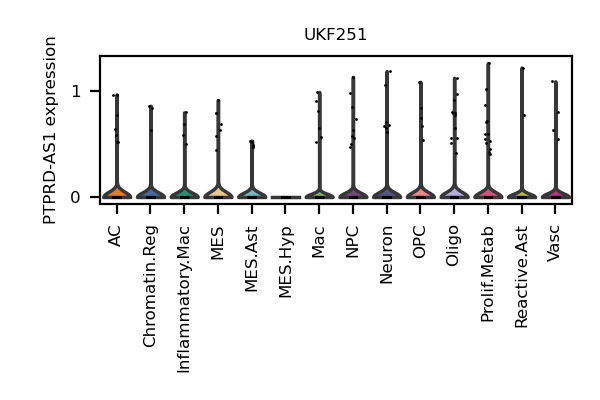 UKF251
PTPRD-AS1 expression
1
0
AC
Chromatin.Reg
Inflammatory.Mac
MES
MES.Ast
MES.Hyp
Mac
NPC
Neuron
OPC
Oligo
Prolif.Metab
Reactive.Ast
Vasc